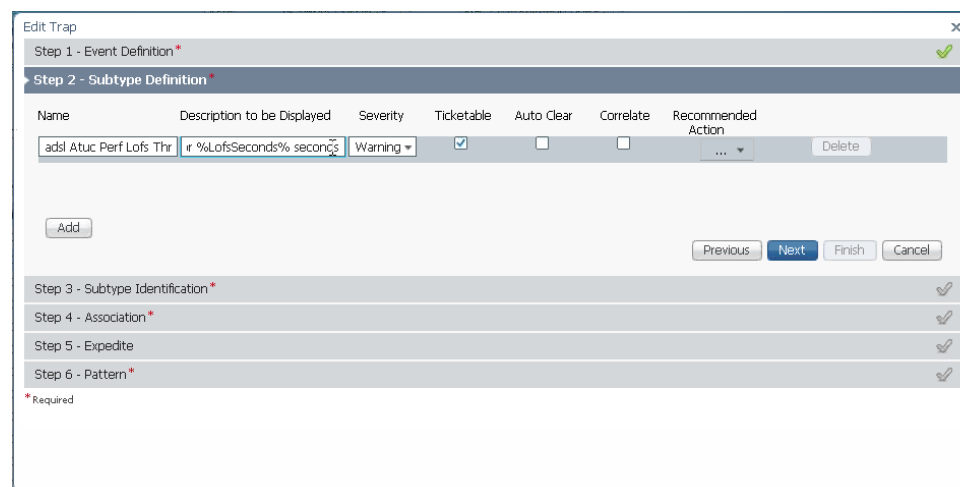 Edit Trap
Step 1 - Event Definition*
Step 2 - Subtype Definition*
Name Description to be Displayed Severity Ticketable Auto Clear Correlate Recommended Action
adsl Atuc Perf Lofs Thr r %LofsSeconds% seconds Warning ... Delete
Add
Previous Next Finish Cancel
Step 3 - Subtype Identification*
Step 4 - Association*
Step 5 - Expedite
Step 6 - Pattern*
*Required